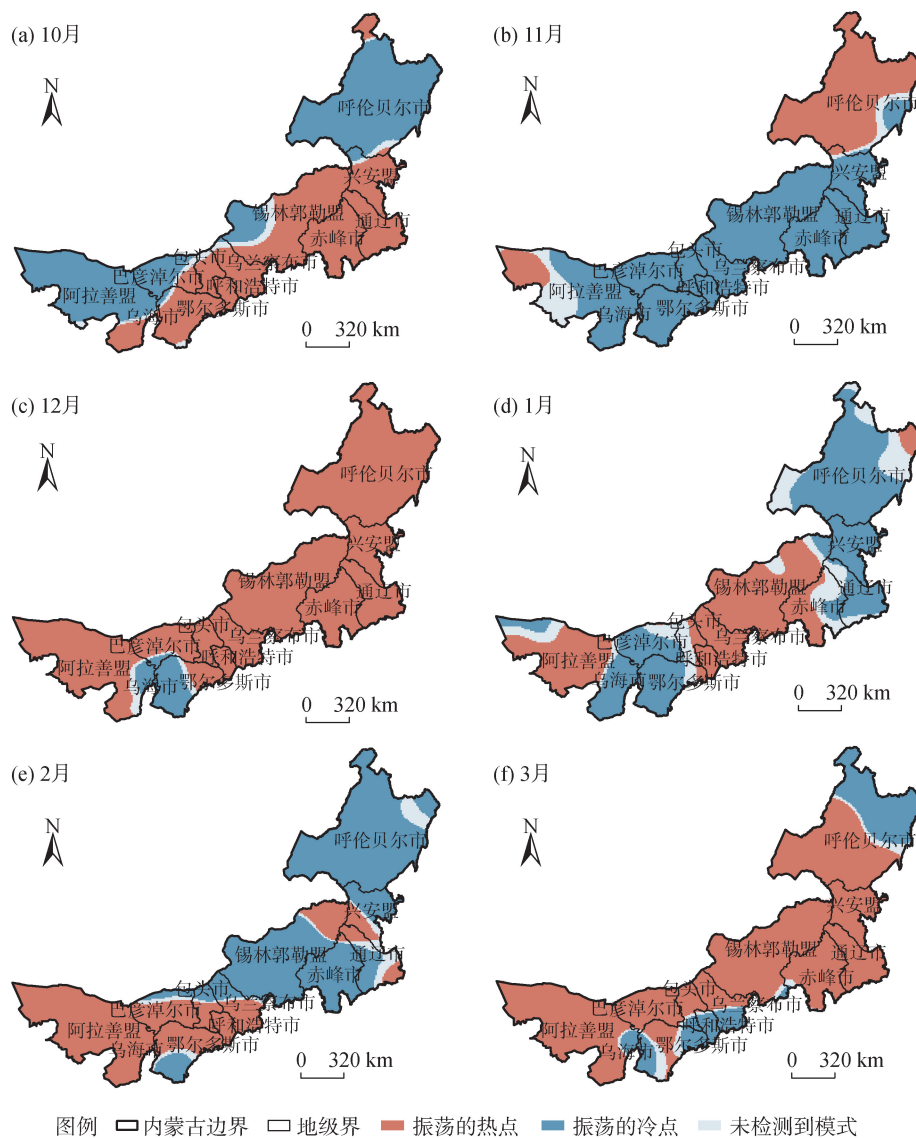 (a) 10月
N
呼伦贝尔市
兴安盟
锡林郭勒盟
通辽市
赤峰市
包头市
乌兰察布市
巴彦淖尔市
呼和浩特市
阿拉善盟
鄂尔多斯市
乌海市
0 320 km
(b) 11月
N
呼伦贝尔市
兴安盟
锡林郭勒盟
通辽市
赤峰市
包头市
乌兰察布市
巴彦淖尔市
呼和浩特市
阿拉善盟
鄂尔多斯市
乌海市
0 320 km
(c) 12月
N
呼伦贝尔市
兴安盟
锡林郭勒盟
通辽市
赤峰市
包头市
乌兰察布市
巴彦淖尔市
呼和浩特市
阿拉善盟
鄂尔多斯市
乌海市
0 320 km
(d) 1月
N
呼伦贝尔市
兴安盟
锡林郭勒盟
通辽市
赤峰市
包头市
乌兰察布市
巴彦淖尔市
呼和浩特市
阿拉善盟
鄂尔多斯市
乌海市
0 320 km
(e) 2月
N
呼伦贝尔市
兴安盟
锡林郭勒盟
通辽市
赤峰市
包头市
乌兰察布市
巴彦淖尔市
呼和浩特市
阿拉善盟
鄂尔多斯市
乌海市
0 320 km
(f) 3月
N
呼伦贝尔市
兴安盟
锡林郭勒盟
通辽市
赤峰市
包头市
乌兰察布市
巴彦淖尔市
呼和浩特市
阿拉善盟
鄂尔多斯市
乌海市
0 320 km
图例 内蒙古边界 地级界 振荡的热点 振荡的冷点 未检测到模式